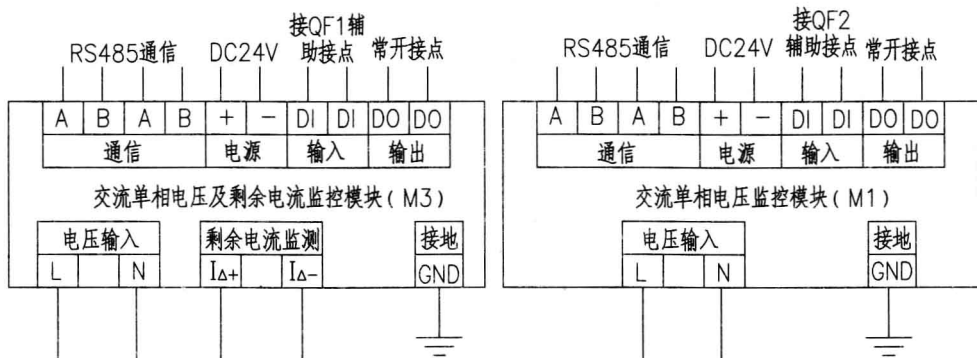 接QF1辅
RS485通信 DC24V 助接点 常开接点
A B A B + - DI DI DO DO
通信 电源 输入 输出
交流单相电压及剩余电流监控模块(M3)
电压输入 剩余电流监测 接地
L N I△+ I△- GND
接QF2
RS485通信 DC24V 辅助接点 常开接点
A B A B + - DI DI DO DO
通信 电源 输入 输出
交流单相电压监控模块(M1)
电压输入 接地
L N GND